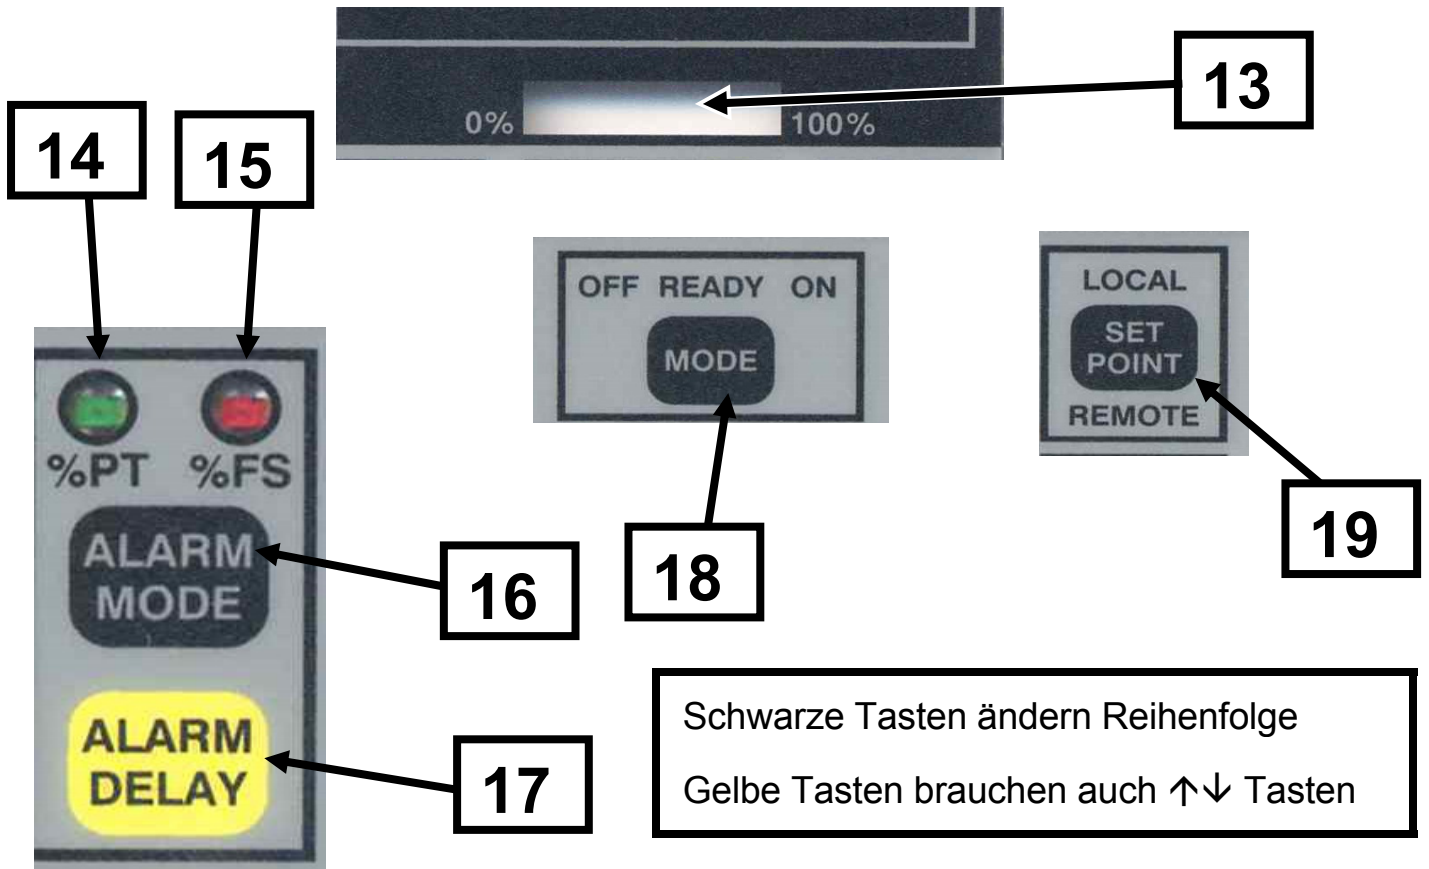 13
0% 100%
14
15
OFF READY ON
MODE
LOCAL
SET
POINT
REMOTE
%PT %FS
ALARM
MODE
16
18
19
ALARM
DELAY
17
Schwarze Tasten ändern Reihenfolge
Gelbe Tasten brauchen auch ↑↓ Tasten